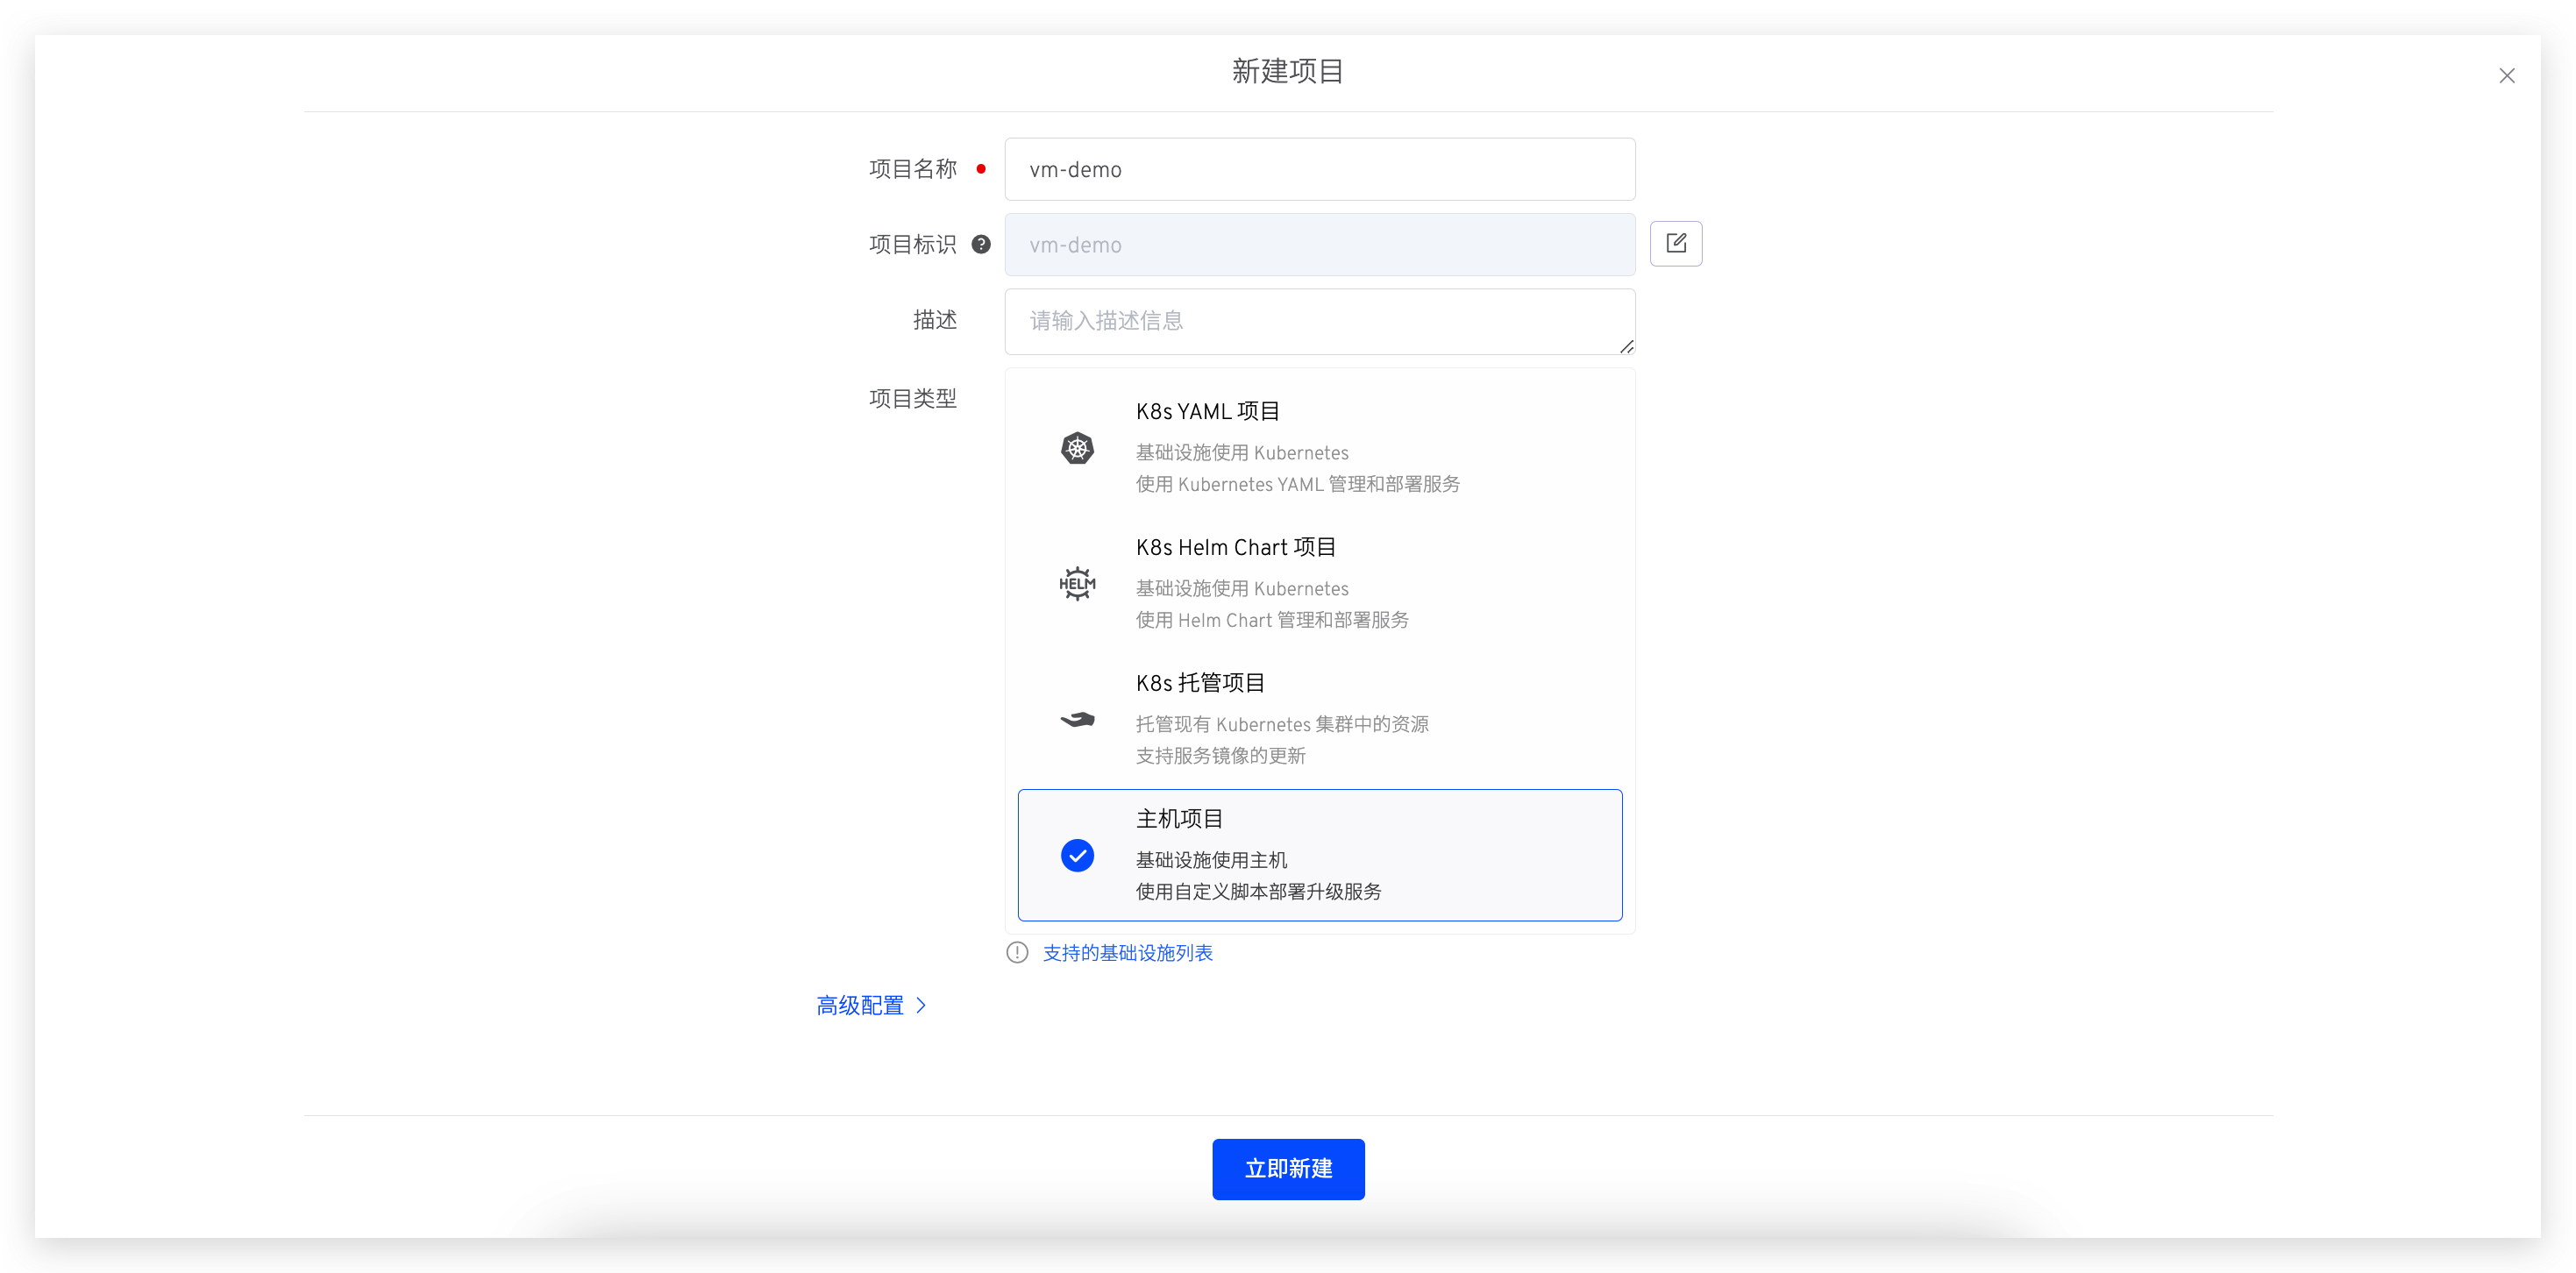 新建项目
项目名称
vm-demo
项目标识
vm-demo
描述
请输入描述信息
项目类型
K8s YAML 项目
基础设施使用 Kubernetes
使用 Kubernetes YAML 管理和部署服务
HELM
K8s Helm Chart 项目
基础设施使用 Kubernetes
使用 Helm Chart 管理和部署服务
K8s 托管项目
托管现有 Kubernetes 集群中的资源
支持服务镜像的更新
主机项目
基础设施使用主机
使用自定义脚本部署升级服务
支持的基础设施列表
高级配置
立即新建